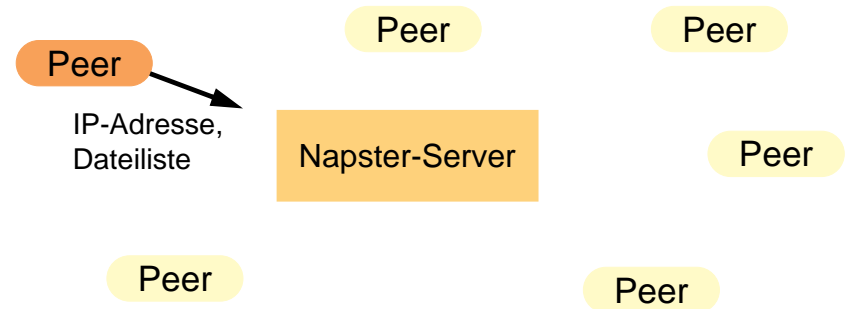 Peer
Peer
Peer
IP-Adresse,
Dateiliste
Napster-Server
Peer
Peer
Peer